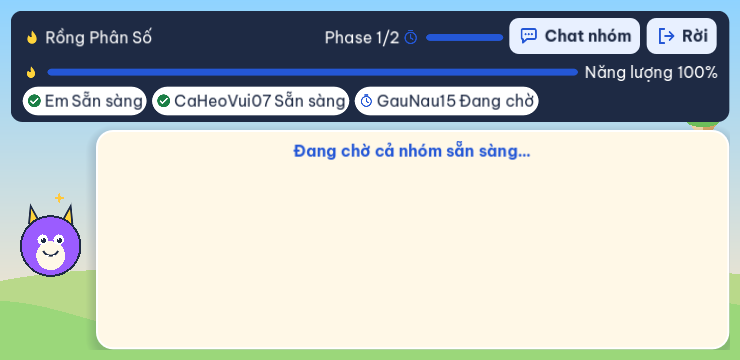 Rồng Phân Số
Phase 1/2
Chat nhóm
Rời
Năng lượng 100%
Em Sẵn sàng
CaHeoVui07 Sẵn sàng
GauNau15 Đang chờ
Đang chờ cả nhóm sẵn sàng...